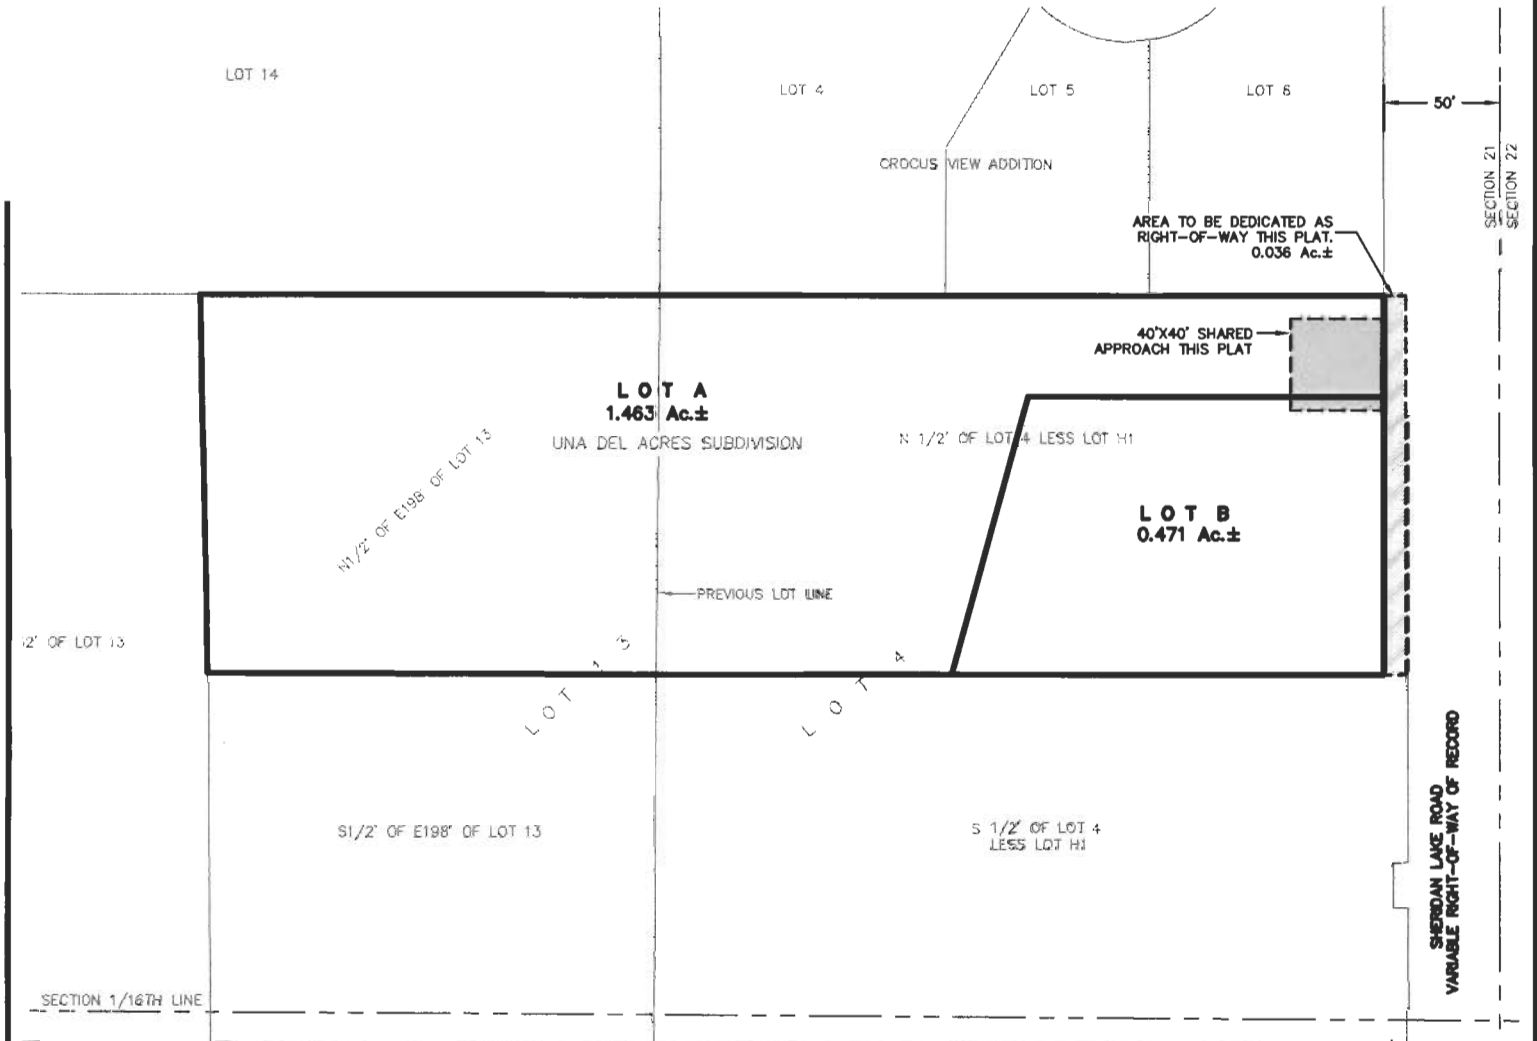 LOT 14
LOT 4
LOT 5
LOT 6
50'
CROCUS VIEW ADDITION
SECTION 21
SECTION 22
AREA TO BE DEDICATED AS
RIGHT-OF-WAY THIS PLAT.
0.036 Ac.±
40'X40' SHARED
APPROACH THIS PLAT
LOT A
1.463 Ac.±
UNA DEL ACRES SUBDIVISION
N 1/2' OF LOT 4 LESS LOT H1
N1/2' OF E198' OF LOT 13
LOT B
0.471 Ac.±
PREVIOUS LOT LINE
2' OF LOT 13
LOT 13
LOT 4
S1/2' OF E198' OF LOT 13
S 1/2' OF LOT 4
LESS LOT H1
SHERIDAN LAKE ROAD
VARIABLE RIGHT-OF-WAY OF RECORD
SECTION 1/16TH LINE